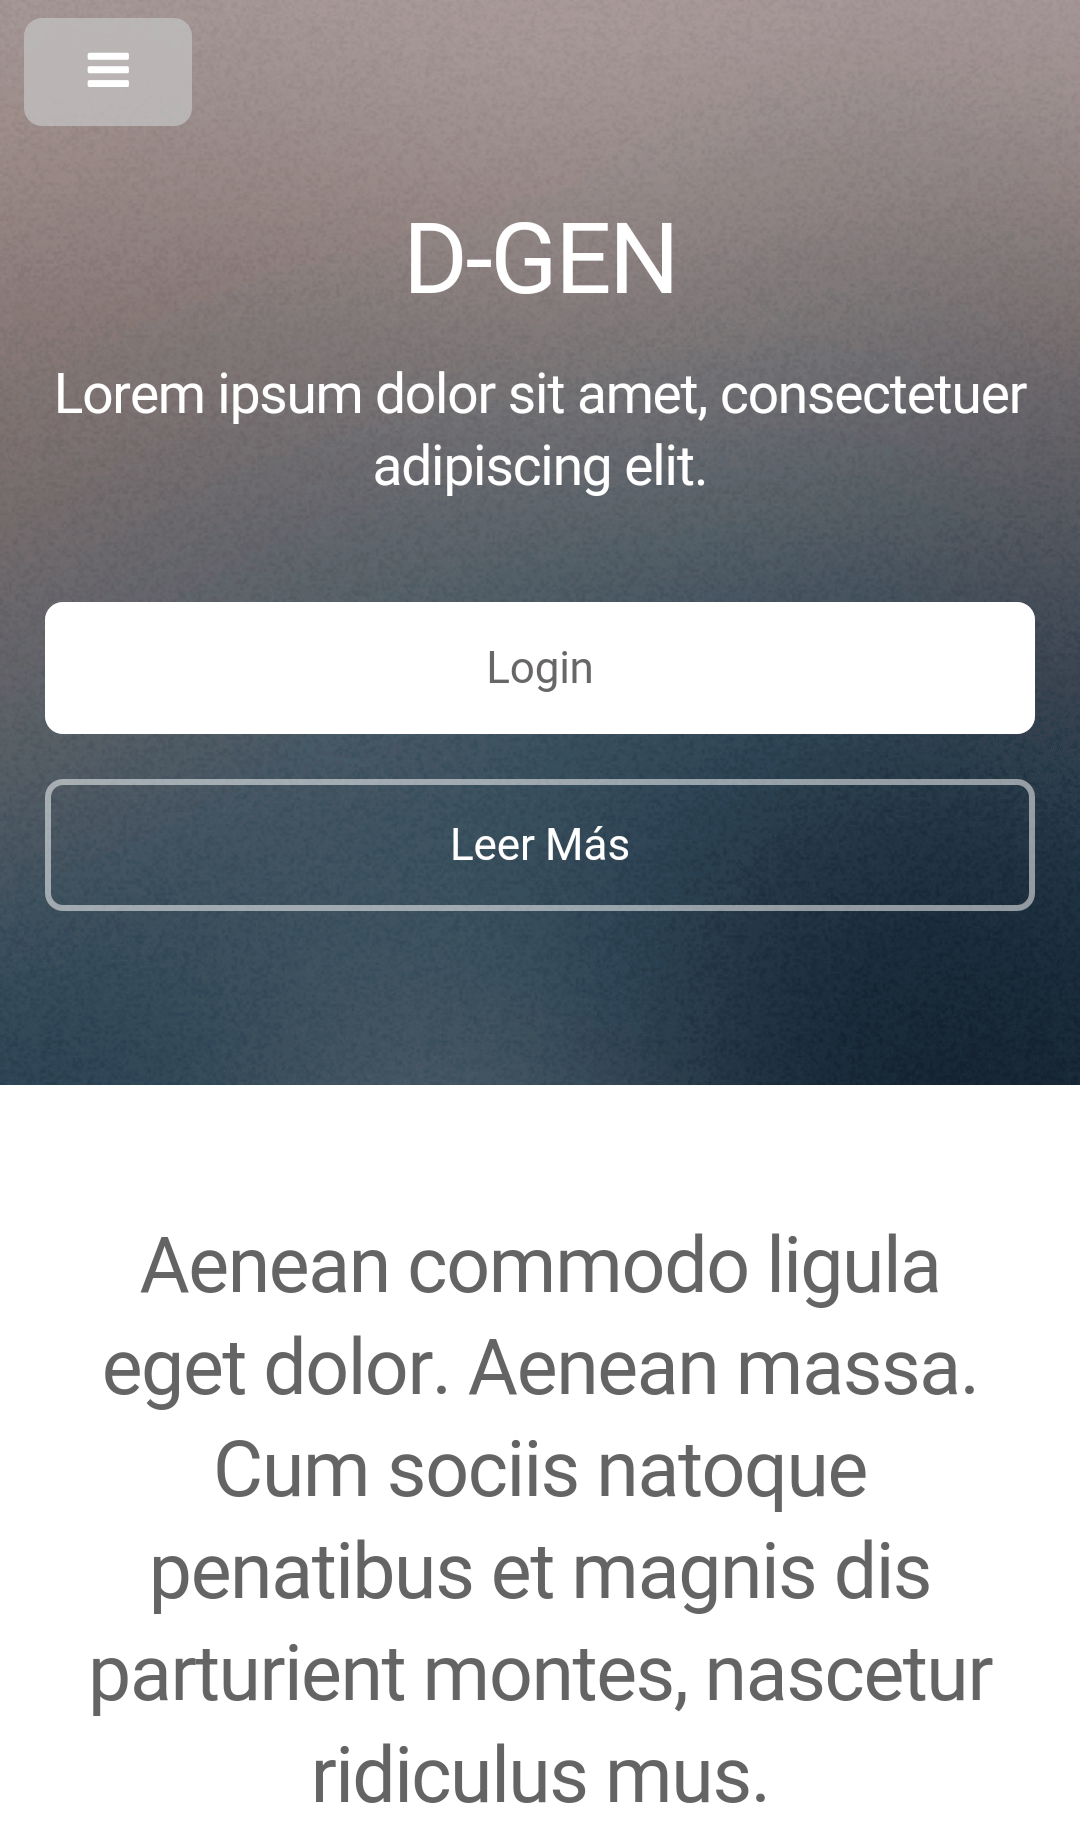 D-GEN
Lorem ipsum dolor sit amet, consectetuer
adipiscing elit.
Login
Leer Más
Aenean commodo ligula
eget dolor. Aenean massa.
Cum sociis natoque
penatibus et magnis dis
parturient montes, nascetur
ridiculus mus.